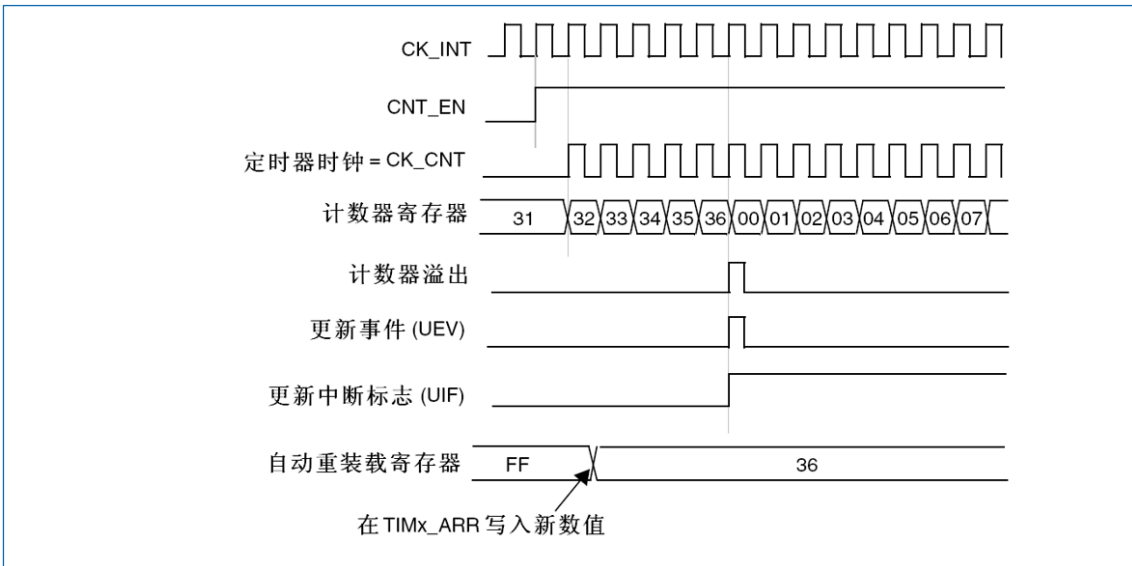 CK_INT
CNT_EN
定时器时钟 = CK_CNT
计数器寄存器 31 32 33 34 35 36 00 01 02 03 04 05 06 07
计数器溢出
更新事件 (UEV)
更新中断标志 (UIF)
自动重装载寄存器 FF 36
在 TIMx_ARR 写入新数值